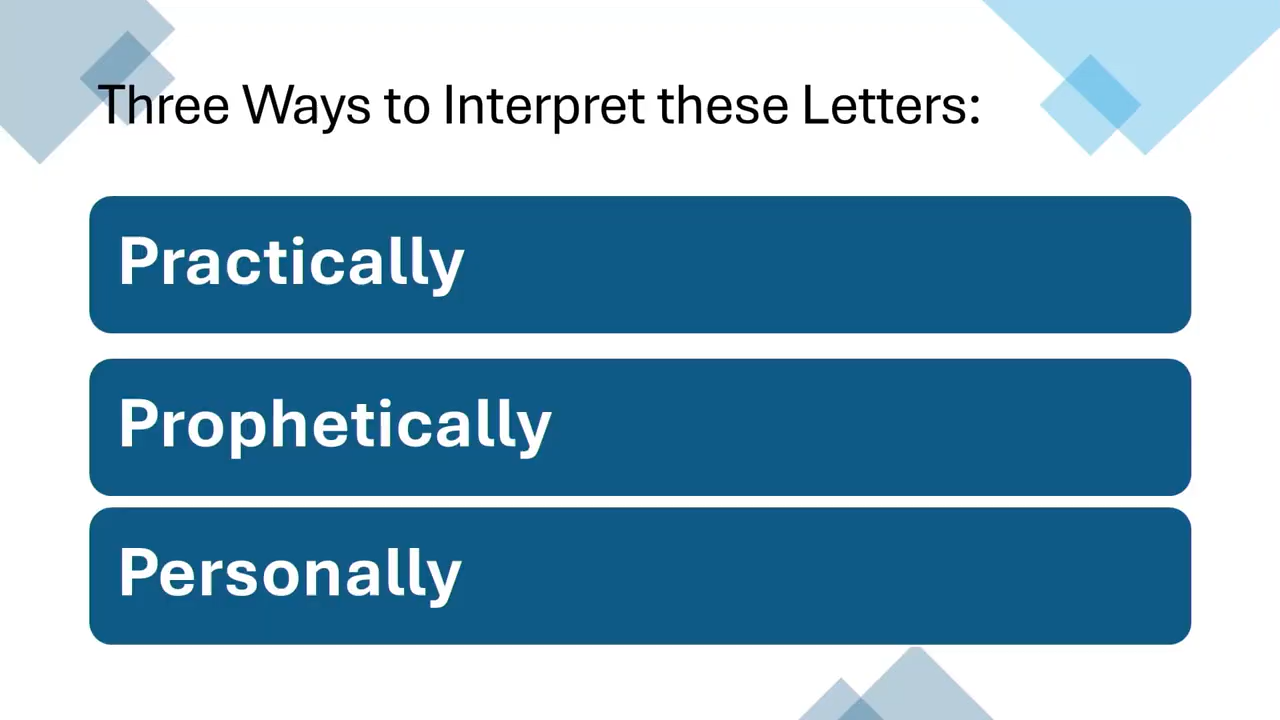 Three Ways to Interpret these Letters:
Practically
Prophetically
Personally